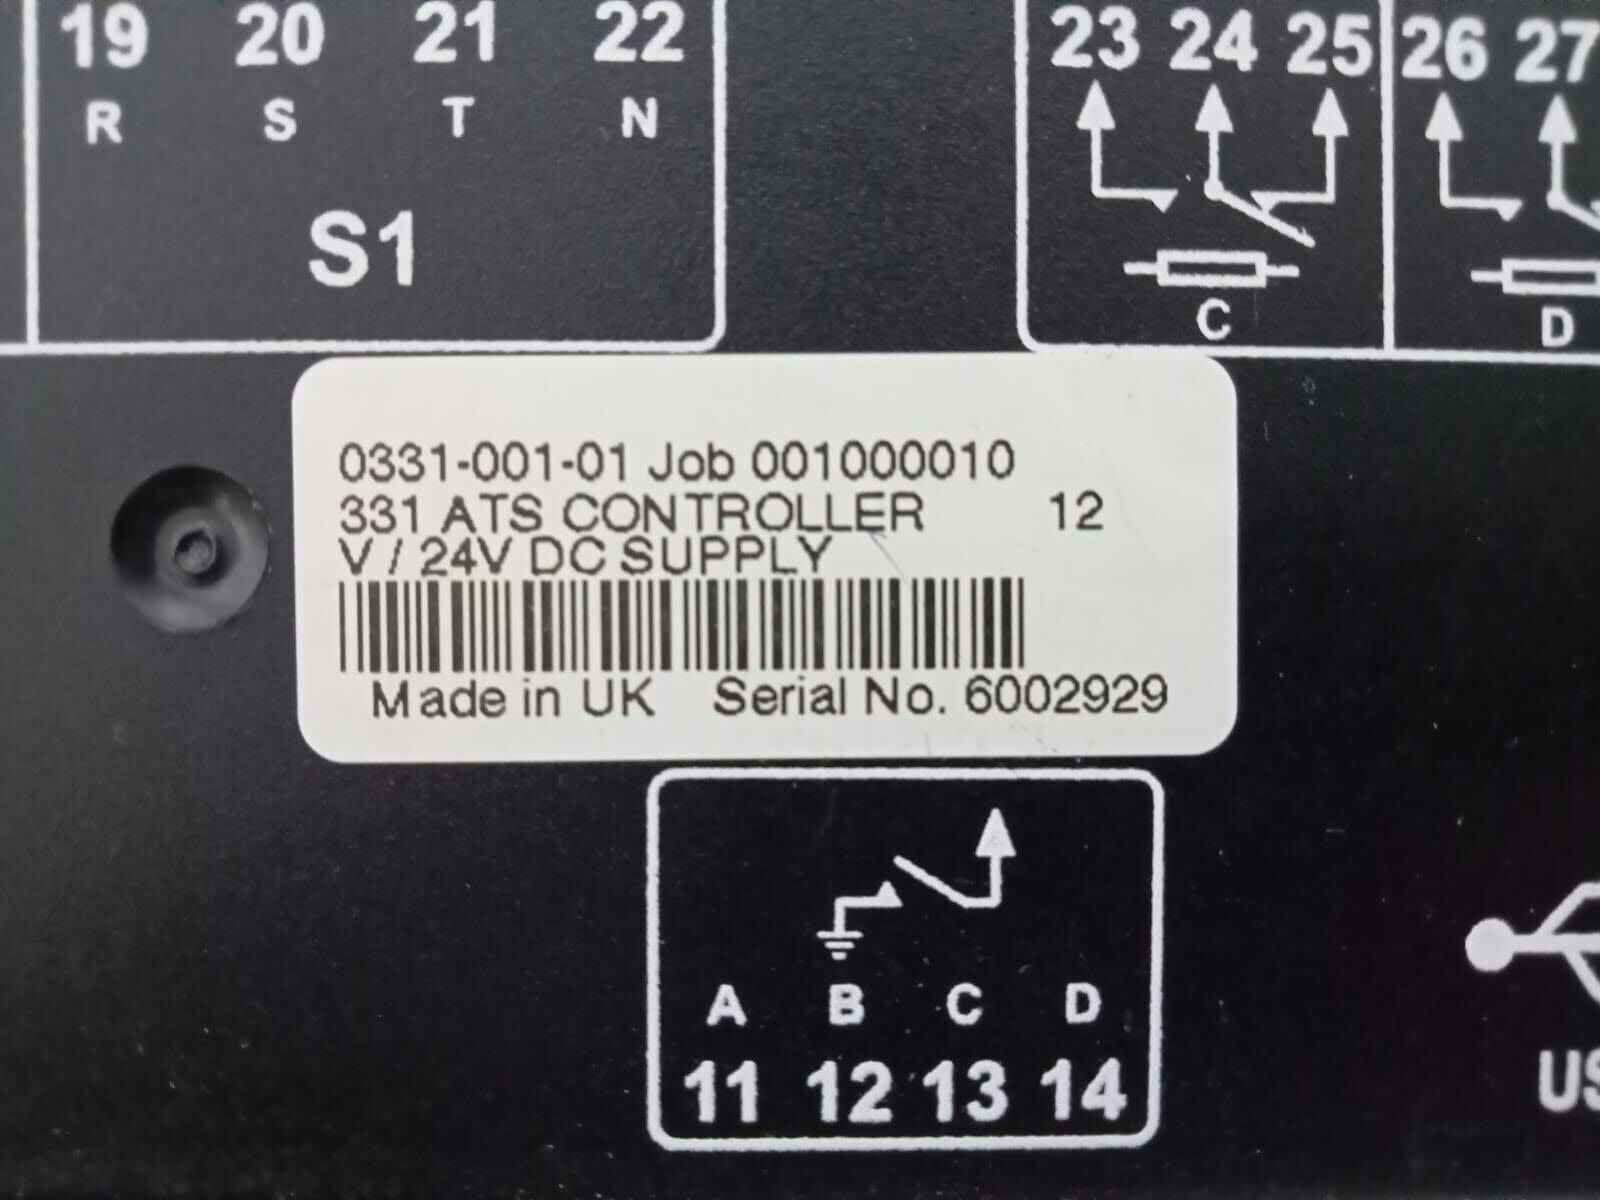 19 20 21 22
R S T N
S1
23 24 25 26 27
C D
0331-001-01 Job 001000010
331 ATS CONTROLLER 12
V / 24V DC SUPPLY
Made in UK Serial No. 6002929
A B C D
11 12 13 14